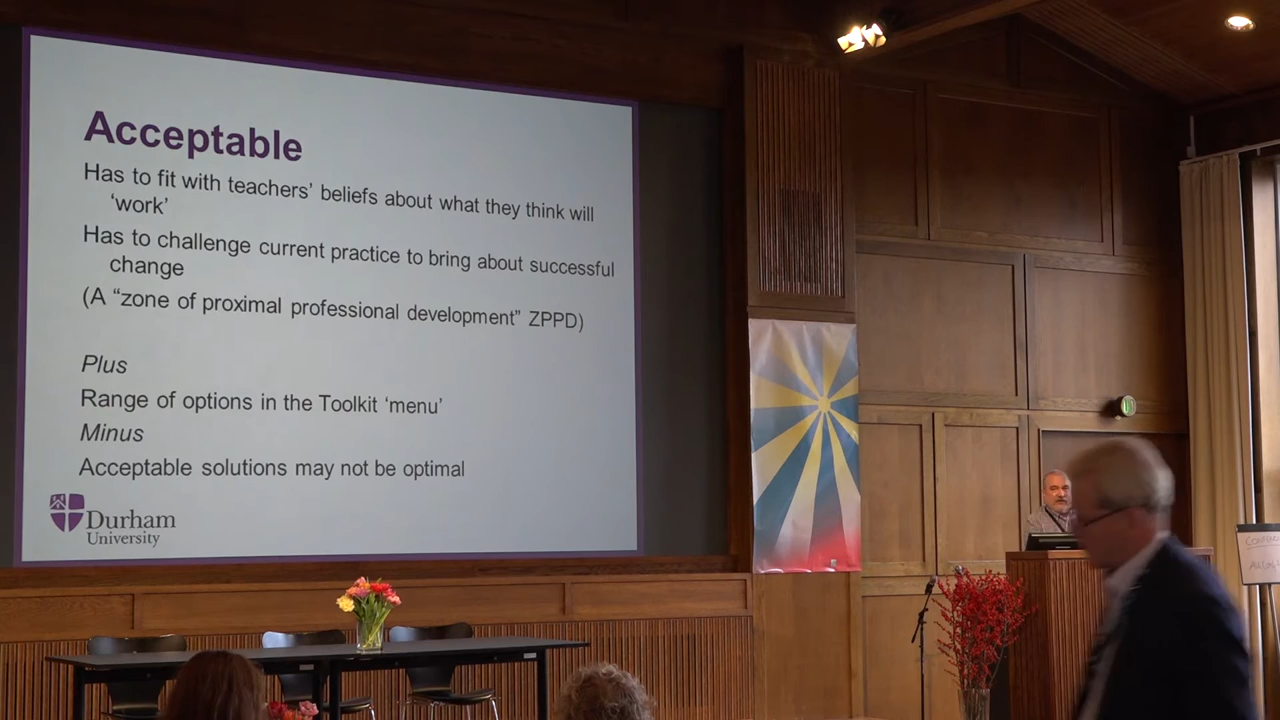 Acceptable
Has to fit with teachers’ beliefs about what they think will
‘work’
Has to challenge current practice to bring about successful
change
(A “zone of proximal professional development” ZPPD)
Plus
Range of options in the Toolkit ‘menu’
Minus
Acceptable solutions may not be optimal
Durham
University